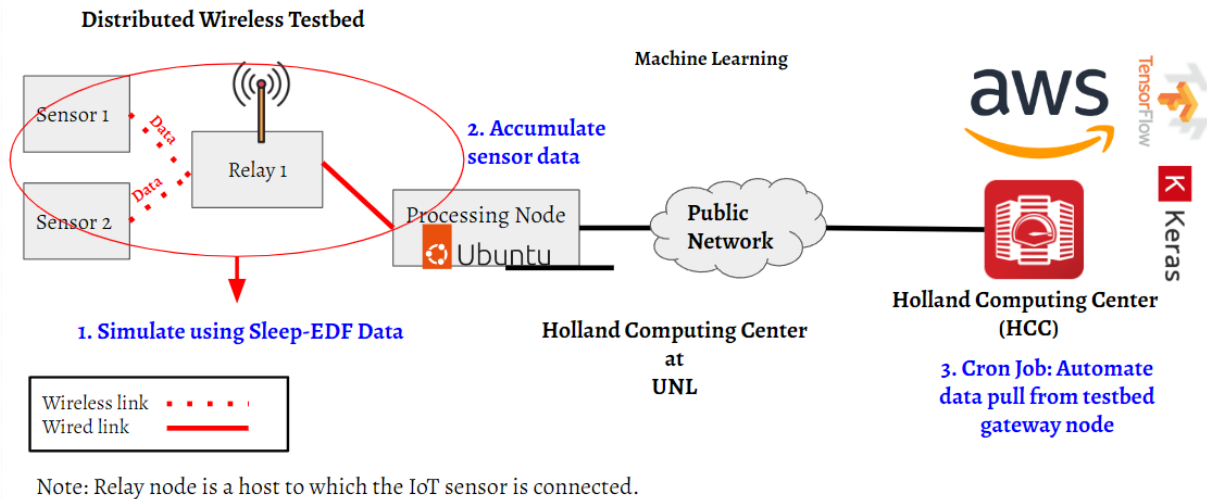 Distributed Wireless Testbed
Machine Learning
Sensor 1
Data
Relay 1
Data
Sensor 2
2. Accumulate
sensor data
Processing Node
Ubuntu
Public
Network
aws
TensorFlow
K Keras
1. Simulate using Sleep-EDF Data
Holland Computing Center
at
UNL
Holland Computing Center
(HCC)
3. Cron Job: Automate
data pull from testbed
gateway node
Wireless link
Wired link
Note: Relay node is a host to which the IoT sensor is connected.